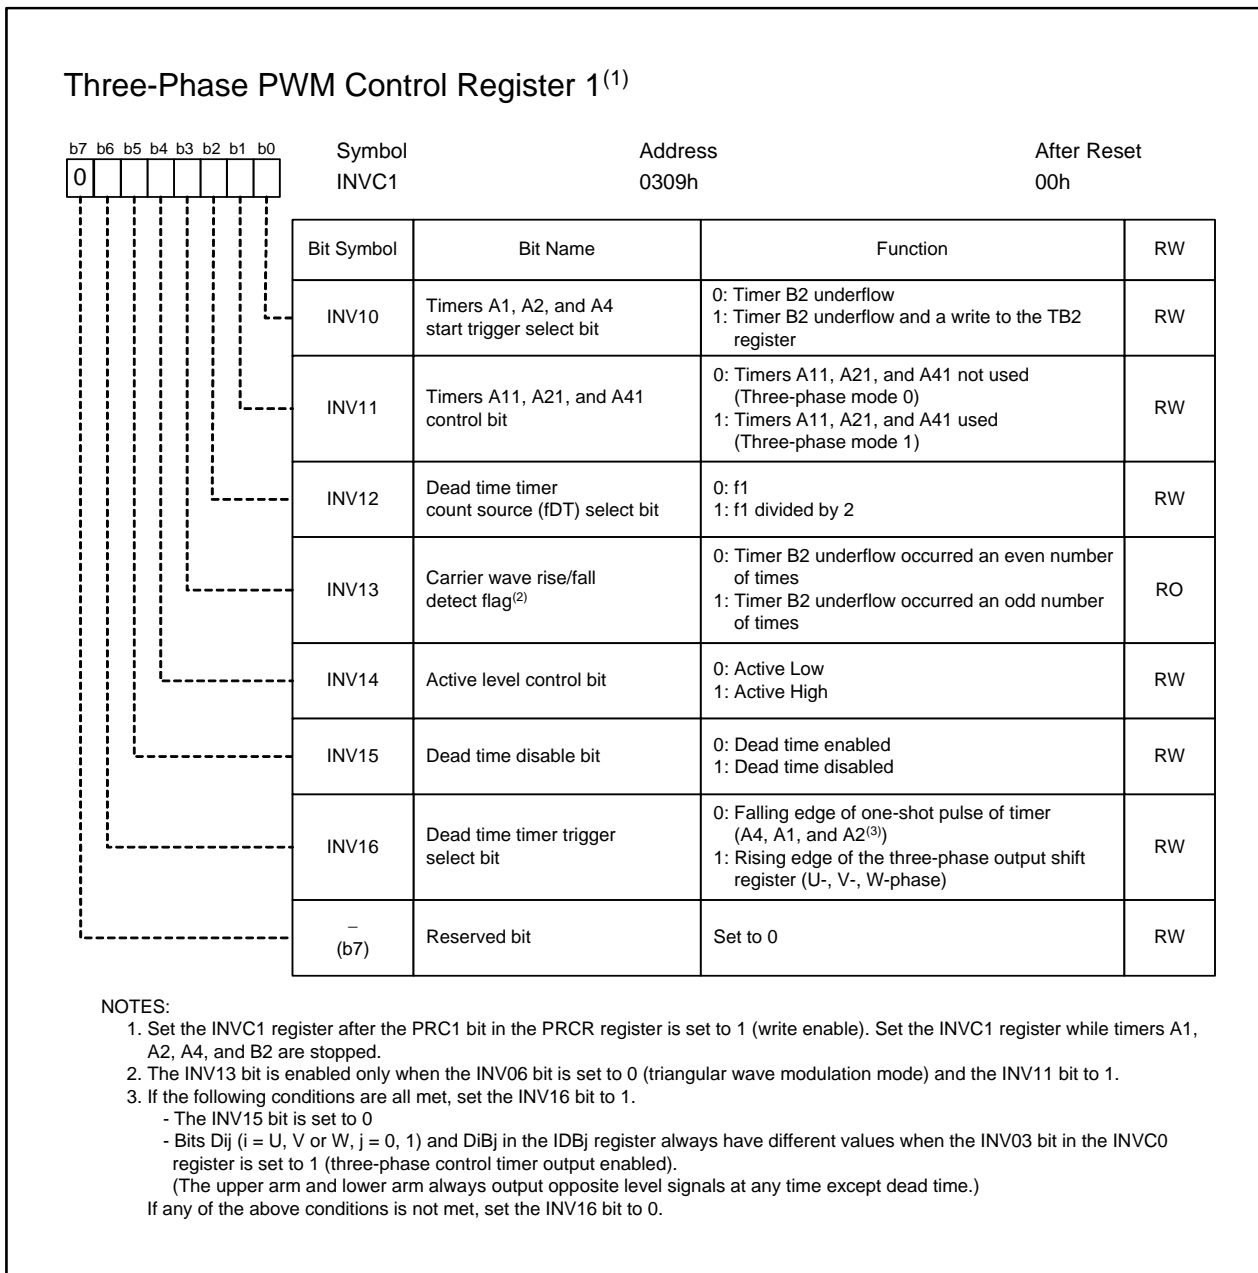 Three-Phase PWM Control Register 1(1)
b7 b6 b5 b4 b3 b2 b1 b0
0
Symbol Address After Reset
INVC1 0309h 00h
Bit Symbol Bit Name Function RW
INV10
Timers A1, A2, and A4
start trigger select bit
0: Timer B2 underflow
1: Timer B2 underflow and a write to the TB2
register
RW
INV11
Timers A11, A21, and A41
control bit
0: Timers A11, A21, and A41 not used
(Three-phase mode 0)
1: Timers A11, A21, and A41 used
(Three-phase mode 1)
RW
INV12
Dead time timer
count source (fDT) select bit
0: f1
1: f1 divided by 2
RW
INV13
Carrier wave rise/fall
detect flag(2)
0: Timer B2 underflow occurred an even number
of times
1: Timer B2 underflow occurred an odd number
of times
RO
INV14
Active level control bit
0: Active Low
1: Active High
RW
INV15
Dead time disable bit
0: Dead time enabled
1: Dead time disabled
RW
INV16
Dead time timer trigger
select bit
0: Falling edge of one-shot pulse of timer
(A4, A1, and A2(3))
1: Rising edge of the three-phase output shift
register (U-, V-, W-phase)
RW
–
(b7)
Reserved bit
Set to 0
RW
NOTES:
1. Set the INVC1 register after the PRC1 bit in the PRCR register is set to 1 (write enable). Set the INVC1 register while timers A1,
A2, A4, and B2 are stopped.
2. The INV13 bit is enabled only when the INV06 bit is set to 0 (triangular wave modulation mode) and the INV11 bit to 1.
3. If the following conditions are all met, set the INV16 bit to 1.
- The INV15 bit is set to 0
- Bits Dij (i = U, V or W, j = 0, 1) and DiBj in the IDBj register always have different values when the INV03 bit in the INVC0
register is set to 1 (three-phase control timer output enabled).
(The upper arm and lower arm always output opposite level signals at any time except dead time.)
If any of the above conditions is not met, set the INV16 bit to 0.